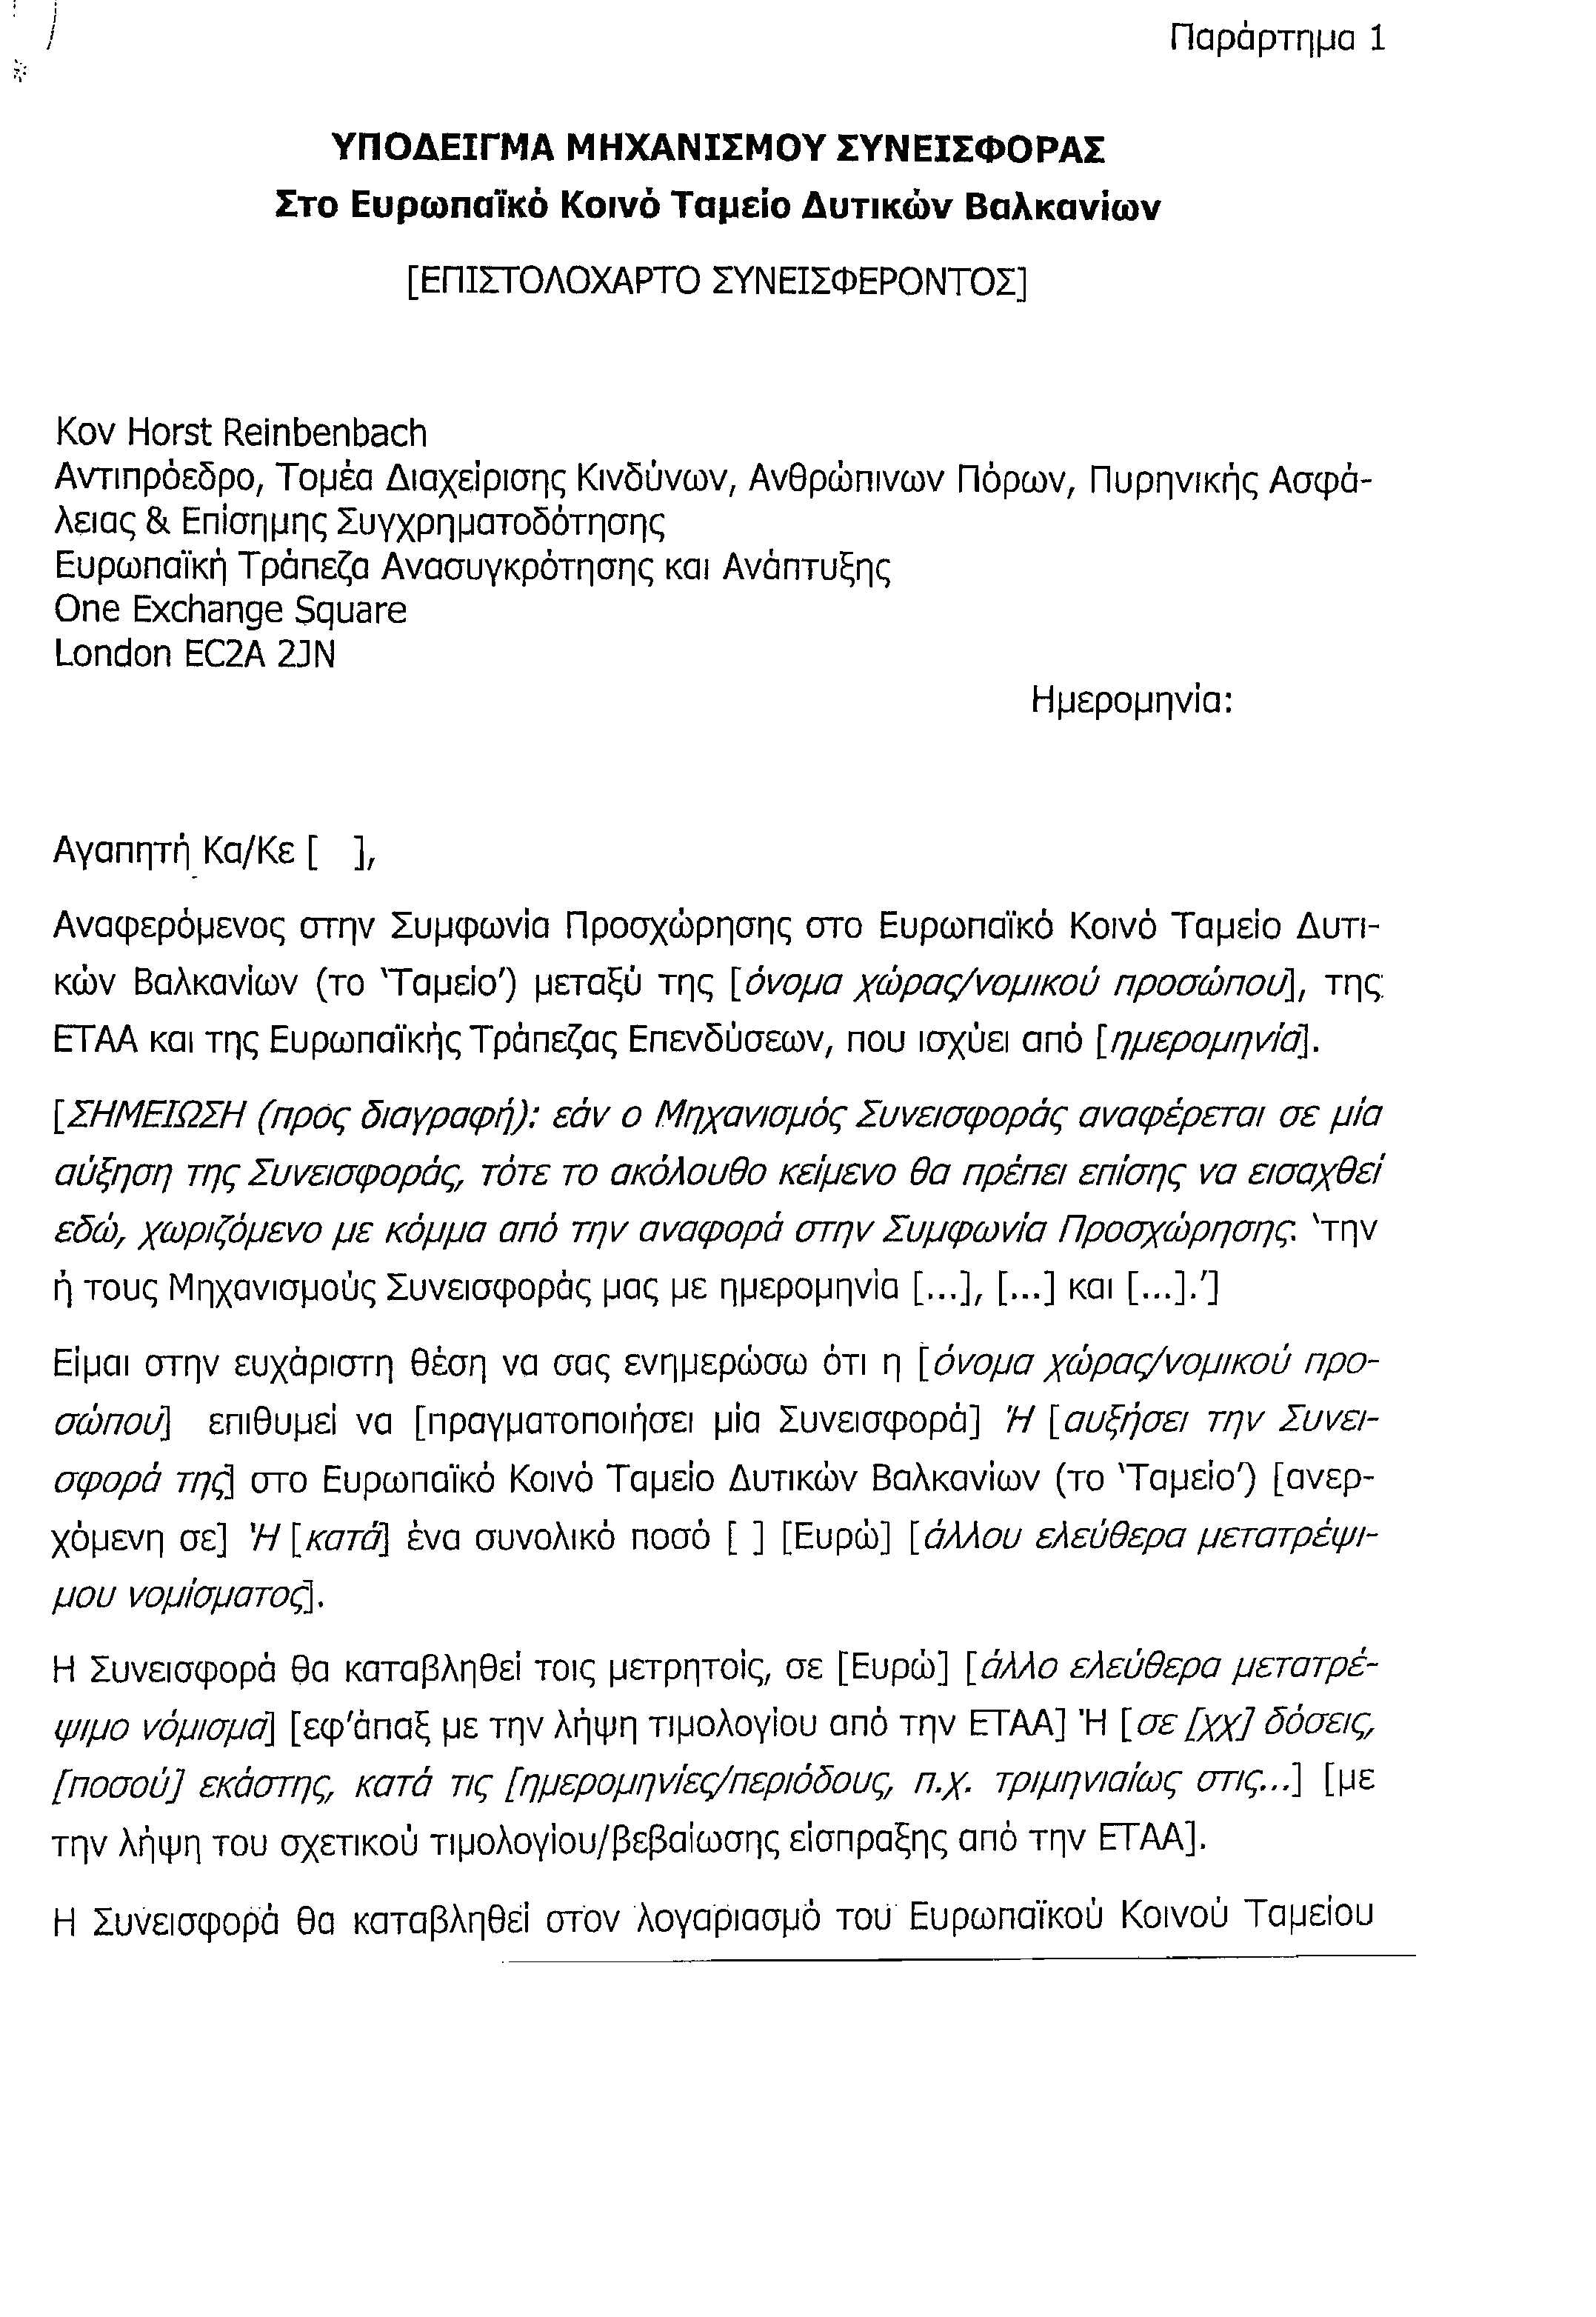 Παράρτημα 1
ΥΠΟΔΕΙΓΜΑ ΜΗΧΑΝΙΣΜΟΥ ΣΥΝΕΙΣΦΟΡΑΣ
Στο Ευρωπαϊκό Κοινό Ταμείο Δυτικών Βαλκανίων
[ΕΠΙΣΤΟΛΟΧΑΡΤΟ ΣΥΝΕΙΣΦΕΡΟΝΤΟΣ]
Κον Horst Reinbenbach
Αντιπρόεδρο, Τομέα Διαχείρισης Κινδύνων, Ανθρώπινων Πόρων, Πυρηνικής Ασφά-
λειας & Επίσημης Συγχρηματοδότησης
Ευρωπαϊκή Τράπεζα Ανασυγκρότησης και Ανάπτυξης
One Exchange Square
London EC2A 2JN
Ημερομηνία:
Αγαπητή Κα/Κε [ ],
Αναφερόμενος στην Συμφωνία Προσχώρησης στο Ευρωπαϊκό Κοινό Ταμείο Δυτι-
κών Βαλκανίων (το 'Ταμείο') μεταξύ της [όνομα χώρας/νομικού προσώπου], της
ΕΤΑΑ και της Ευρωπαϊκής Τράπεζας Επενδύσεων, που ισχύει από [ημερομηνία].
[ΣΗΜΕΙΩΣΗ (προς διαγραφή): εάν ο Μηχανισμός Συνεισφοράς αναφέρεται σε μία
αύξηση της Συνεισφοράς, τότε το ακόλουθο κείμενο θα πρέπει επίσης να εισαχθεί
εδώ, χωριζόμενο με κόμμα από την αναφορά στην Συμφωνία Προσχώρησης. 'την
ή τους Μηχανισμούς Συνεισφοράς μας με ημερομηνία [...], [...] και [...].']
Είμαι στην ευχάριστη θέση να σας ενημερώσω ότι η [όνομα χώρας/νομικού προ-
σώπου] επιθυμεί να [πραγματοποιήσει μία Συνεισφορά] Ή [αυξήσει την Συνει-
σφορά της] στο Ευρωπαϊκό Κοινό Ταμείο Δυτικών Βαλκανίων (το 'Ταμείο') [ανερ-
χόμενη σε] Ή [κατά] ένα συνολικό ποσό [ ] [Ευρώ] [άλλου ελεύθερα μετατρέψι-
μου νομίσματος].
Η Συνεισφορά θα καταβληθεί τοις μετρητοίς, σε [Ευρώ] [άλλο ελεύθερα μετατρέ-
ψιμο νόμισμα] [εφ'άπαξ με την λήψη τιμολογίου από την ΕΤΑΑ] Ή [σε [χχ] δόσεις,
[ποσού] εκάστης, κατά τις [ημερομηνίες/περιόδους, π.χ. τριμηνιαίως στις...] [με
την λήψη του σχετικού τιμολογίου/βεβαίωσης είσπραξης από την ΕΤΑΑ].
Η Συνεισφορά θα καταβληθεί στον λογαριασμό του Ευρωπαϊκού Κοινού Ταμείου